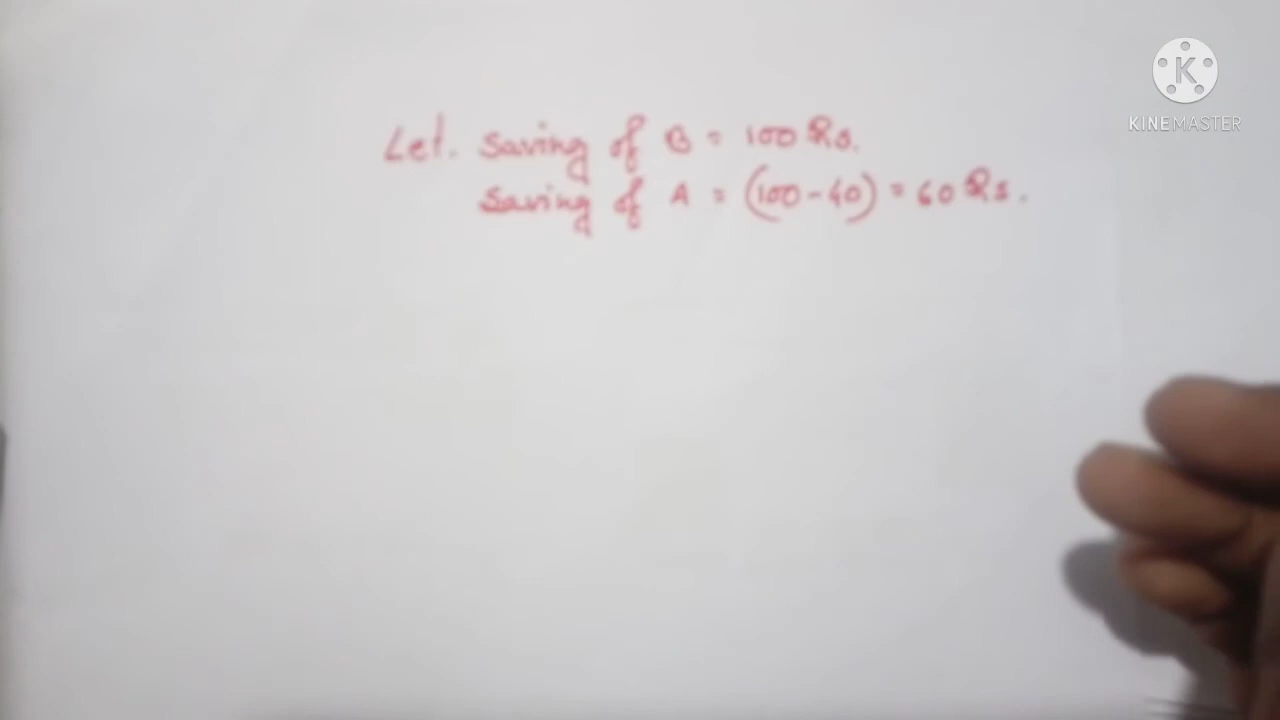 Let. Saving of B = 100 Rs.
Saving of A = (100 - 40) = 60 Rs.
KINEMASTER